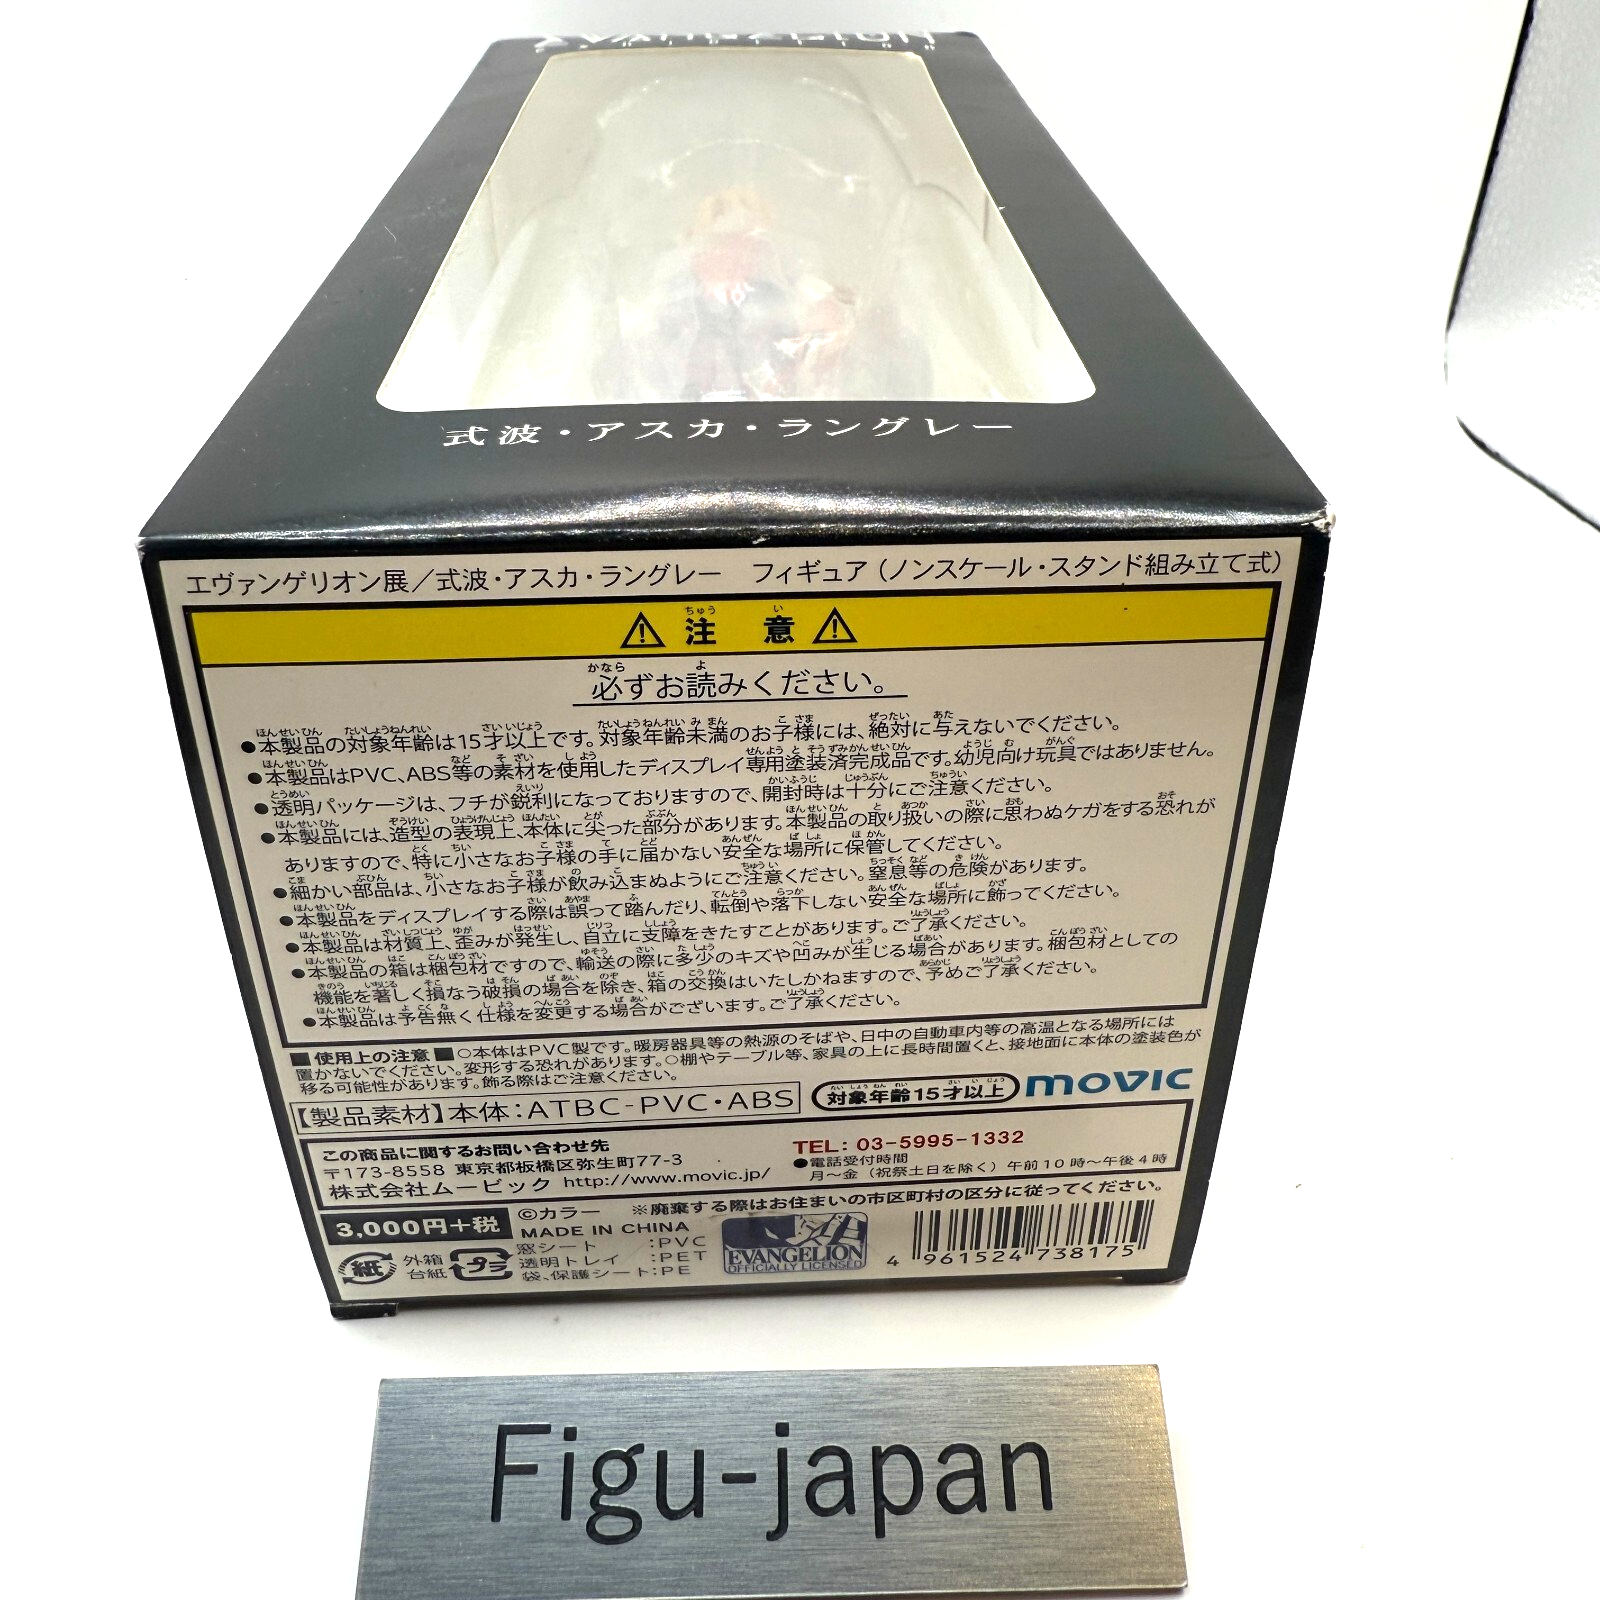 式波・アスカ・ラングレー
エヴァンゲリオン展／式波・アスカ・ラングレー　フィギュア（ノンスケール・スタンド組み立て式）
注意
必ずお読みください。
●本製品の対象年齢は15才以上です。対象年齢未満のお子様には、絶対に与えないでください。
●本製品はPVC、ABS等の素材を使用したディスプレイ専用塗装済完成品です。幼児向け玩具ではありません。
●透明パッケージは、フチが鋭利になっておりますので、開封時は十分にご注意ください。
●本製品には、造型の表現上、本体に尖った部分があります。本製品の取り扱いの際に思わぬケガをする恐れが
ありますので、特に小さなお子様の手に届かない安全な場所に保管してください。
●細かい部品は、小さなお子様が飲み込まぬようにご注意ください。窒息等の危険があります。
●本製品をディスプレイする際は誤って踏んだり、転倒や落下しない安全な場所に飾ってください。
●本製品は材質上、歪みが発生し、自立に支障をきたすことがあります。ご了承ください。
●本製品の箱は梱包材ですので、輸送の際に多少のキズや凹みが生じる場合があります。梱包材としての
機能を著しく損なう破損の場合を除き、箱の交換はいたしかねますので、予めご了承ください。
●本製品は予告無く仕様を変更する場合がございます。ご了承ください。
■使用上の注意■○本体はPVC製です。暖房器具等の熱源のそばや、日中の自動車内等の高温となる場所には
置かないでください。変形する恐れがあります。○棚やテーブル等、家具の上に長時間置くと、接地面に本体の塗装色が
移る可能性があります。飾る際はご注意ください。
【製品素材】本体：ATBC-PVC・ABS
対象年齢15才以上
movic
この商品に関するお問い合わせ先
〒173-8558 東京都板橋区弥生町77-3
株式会社ムービック http://www.movic.jp/
TEL: 03-5995-1332
●電話受付時間
月～金（祝祭土日を除く）午前10時～午後4時
3,000円+税
©カラー
※廃棄する際はお住まいの市区町村の区分に従ってください。
MADE IN CHINA
紙
外箱
台紙
プラ
窓シート：PVC
透明トレイ：PET
袋、保護シート：PE
EVANGELION
OFFICIALLY LICENSED
4 961524 738175
Figu-japan